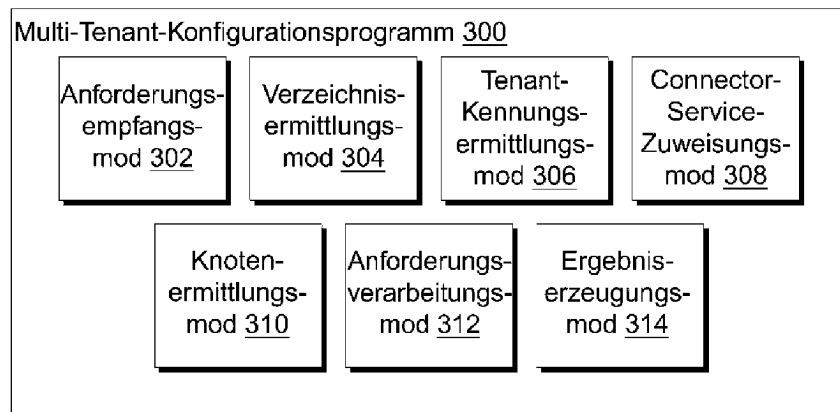 Multi-Tenant-Konfigurationsprogramm 300
Anforderungs-
empfangs-
mod 302
Verzeichnis-
ermittlungs-
mod 304
Tenant-
Kennungs-
ermittlungs-
mod 306
Connector-
Service-
Zuweisungs-
mod 308
Knoten-
ermittlungs-
mod 310
Anforderungs-
verarbeitungs-
mod 312
Ergebnis-
erzeugungs-
mod 314